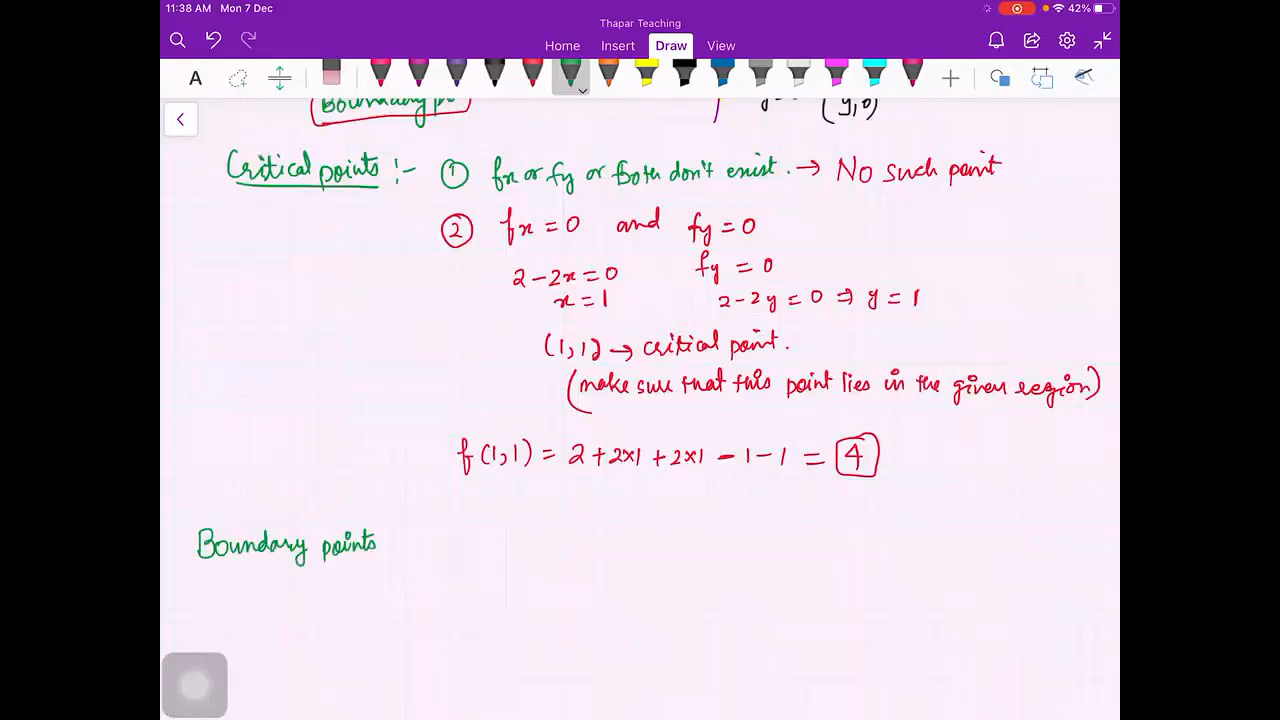 11:38 AM Mon 7 Dec
42%
Thapar Teaching
Home Insert Draw View
A
Boundary po
(y,0)
Critical points :- ① fx or fy or both don't exist. → No such point
② fx = 0 and fy = 0
2 - 2x = 0 fy = 0
x = 1 2 - 2y = 0 ⇒ y = 1
(1,1) → critical point.
(make sure that this point lies in the given region)
f(1,1) = 2 + 2×1 + 2×1 - 1 - 1 = 4
Boundary points